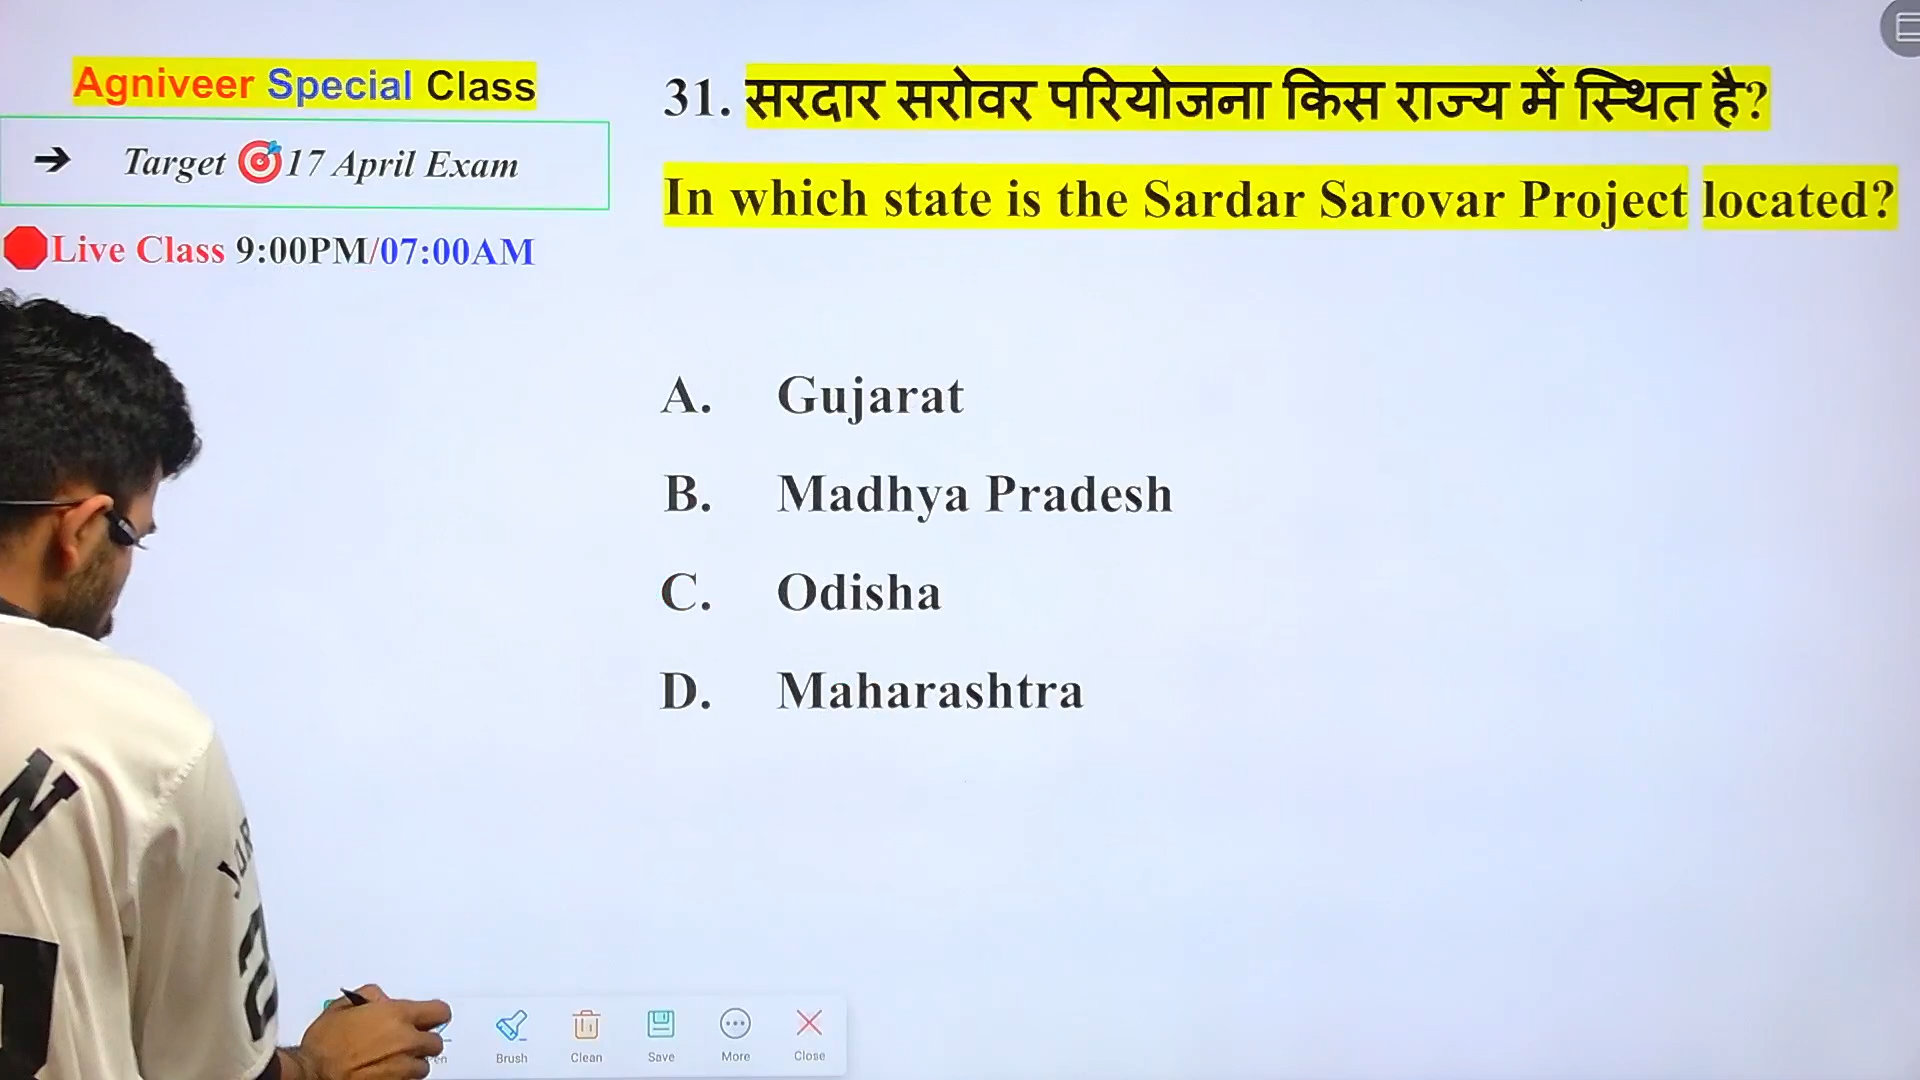 Agniveer Special Class
➔ Target 🎯17 April Exam
Live Class 9:00PM/07:00AM
31. सरदार सरोवर परियोजना किस राज्य में स्थित है?
In which state is the Sardar Sarovar Project located?
A. Gujarat
B. Madhya Pradesh
C. Odisha
D. Maharashtra
N
Brush
Clean
Save
More
Close